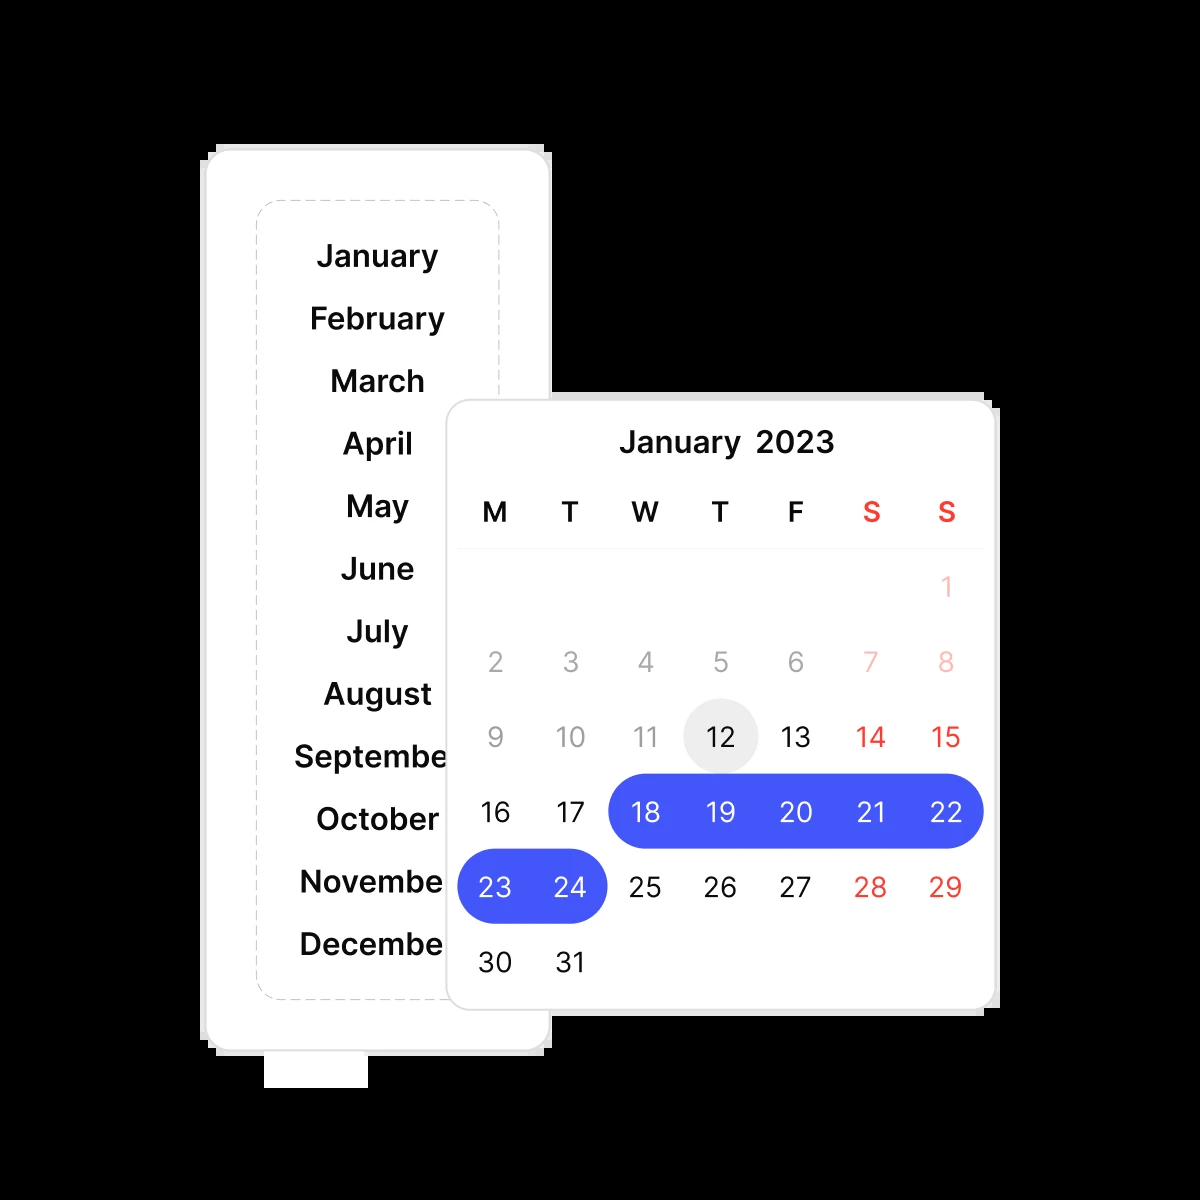 January
February
March
April
May
June
July
August
Septembe
October
Novembe
Decembe
January 2023
M T W T F S S
1
2 3 4 5 6 7 8
9 10 11 12 13 14 15
16 17 18 19 20 21 22
23 24 25 26 27 28 29
30 31